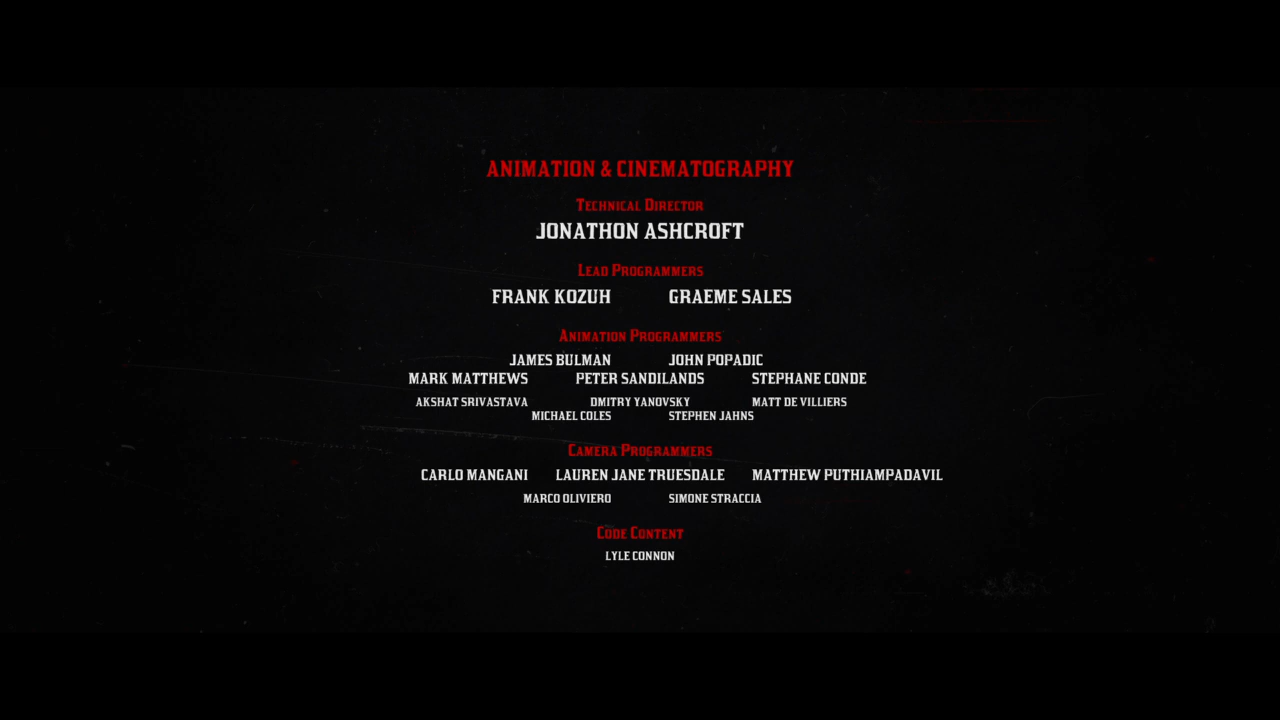 ANIMATION & CINEMATOGRAPHY
TECHNICAL DIRECTOR
JONATHON ASHCROFT
LEAD PROGRAMMERS
FRANK KOZUH GRAEME SALES
ANIMATION PROGRAMMERS
JAMES BULMAN JOHN POPADIC
MARK MATTHEWS PETER SANDILANDS STEPHANE CONDE
AKSHAT SRIVASTAVA DMITRY YANOVSKY MATT DE VILLIERS
MICHAEL COLES STEPHEN JAHNS
CAMERA PROGRAMMERS
CARLO MANGANI LAUREN JANE TRUESDALE MATTHEW PUTHIAMPADAVIL
MARCO OLIVIERO SIMONE STRACCIA
CODE CONTENT
LYLE CONNON